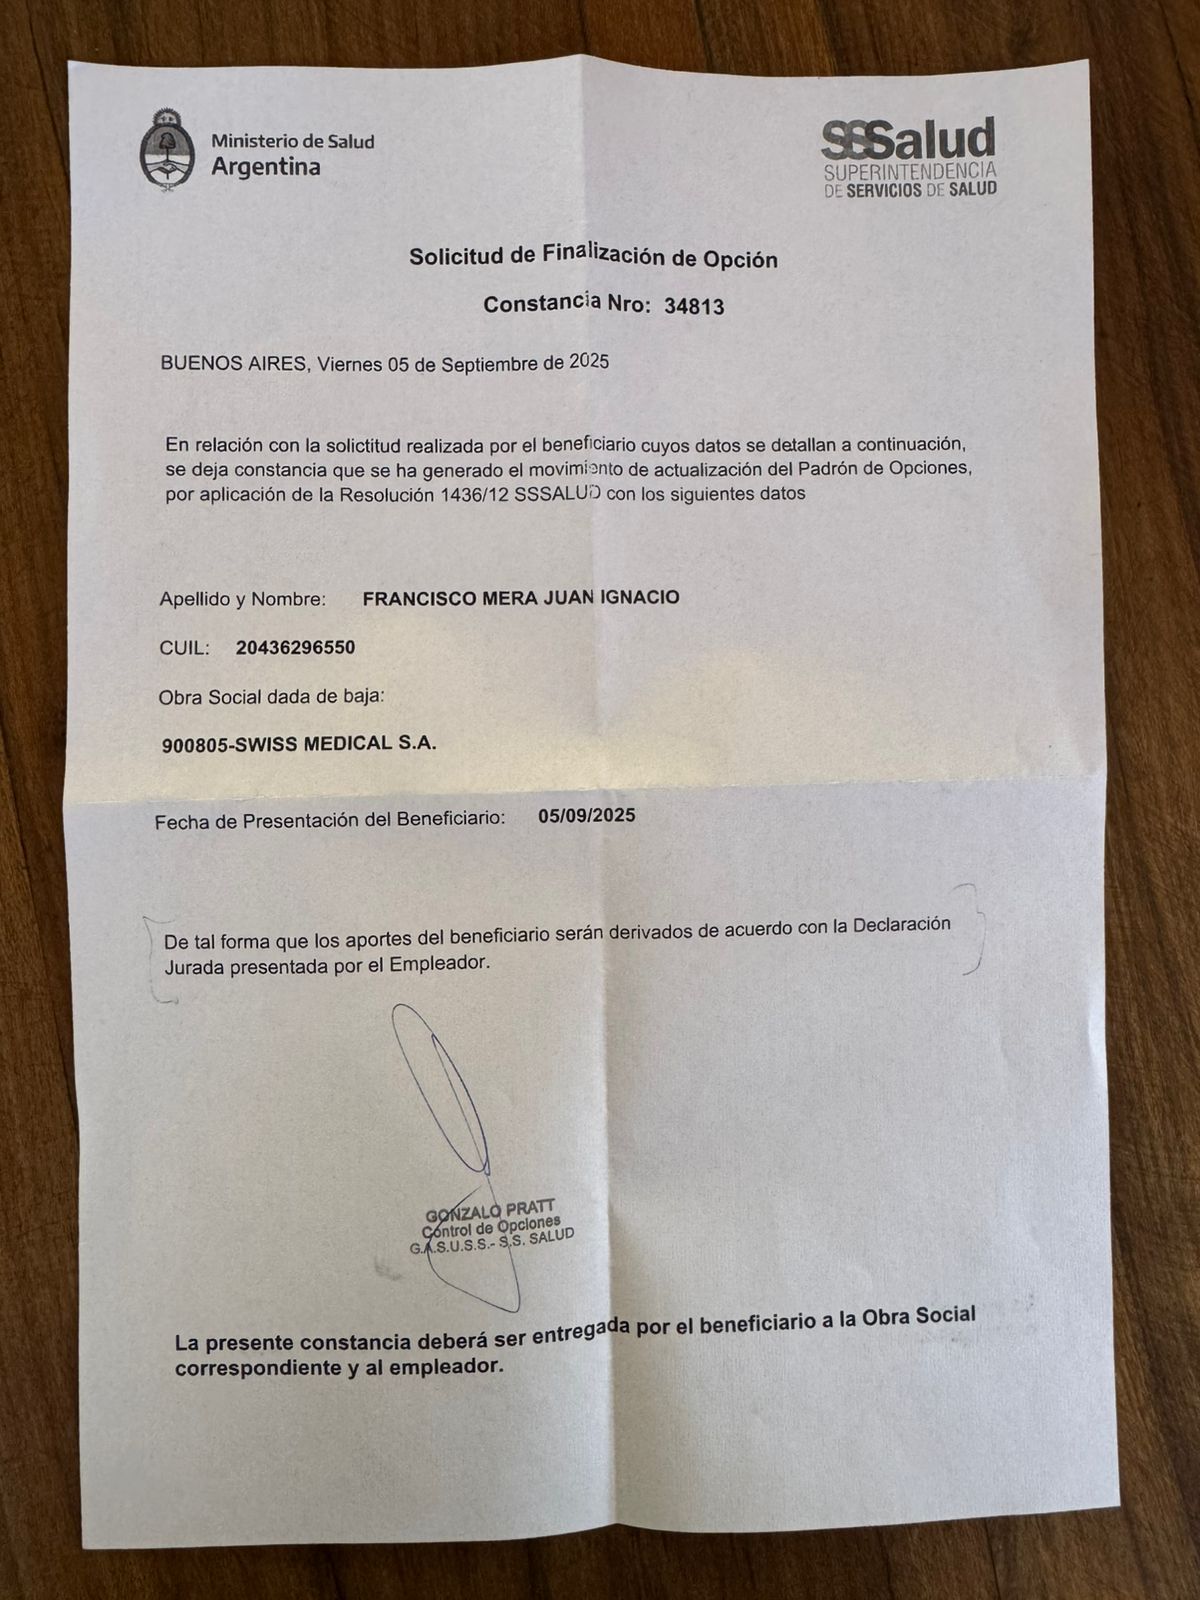 Ministerio de Salud
Argentina
SSSalud
SUPERINTENDENCIA
DE SERVICIOS DE SALUD
Solicitud de Finalización de Opción
Constancia Nro: 34813
BUENOS AIRES, Viernes 05 de Septiembre de 2025
En relación con la solictitud realizada por el beneficiario cuyos datos se detallan a continuación,
se deja constancia que se ha generado el movimiento de actualización del Padrón de Opciones,
por aplicación de la Resolución 1436/12 SSSALUD con los siguientes datos
Apellido y Nombre: FRANCISCO MERA JUAN IGNACIO
CUIL: 20436296550
Obra Social dada de baja:
900805-SWISS MEDICAL S.A.
Fecha de Presentación del Beneficiario: 05/09/2025
De tal forma que los aportes del beneficiario serán derivados de acuerdo con la Declaración
Jurada presentada por el Empleador.
GONZALO PRATT
Control de Opciones
G.A.S.U.S.S.- S.S. SALUD
La presente constancia deberá ser entregada por el beneficiario a la Obra Social
correspondiente y al empleador.